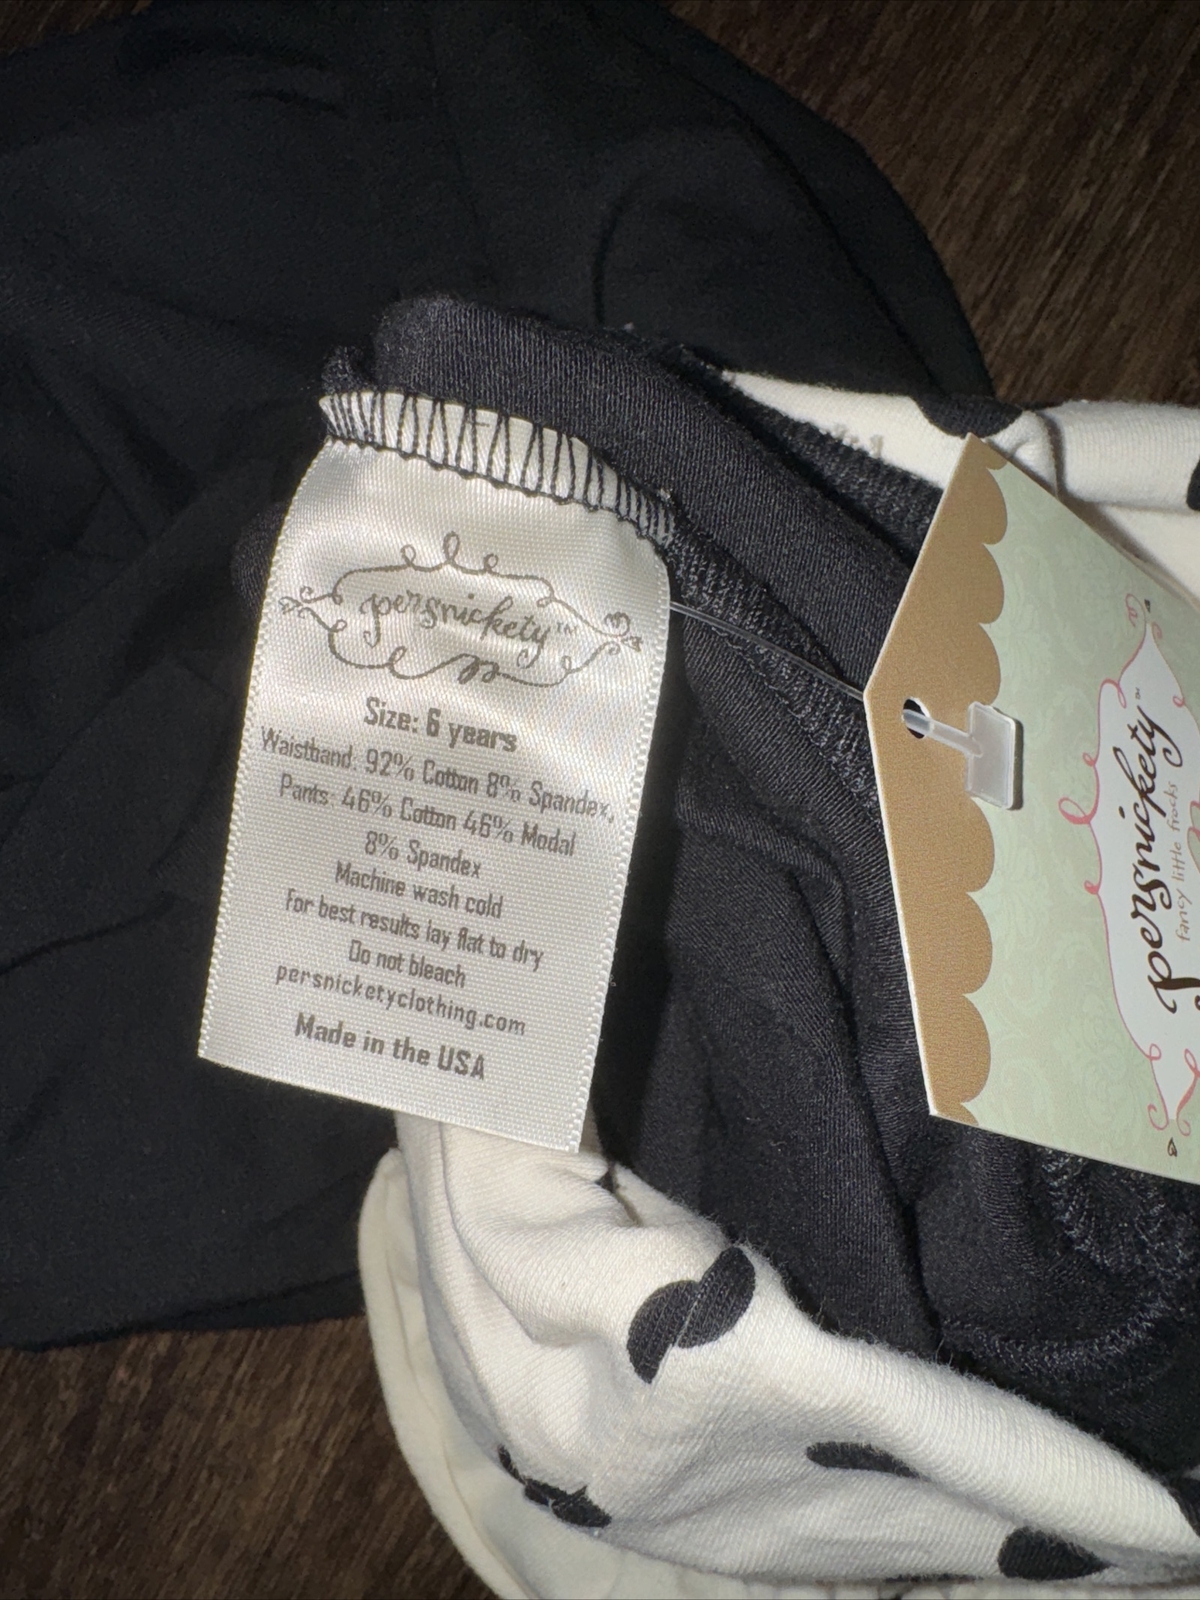 persnickety™
Size: 6 years
Waistband: 92% Cotton 8% Spandex,
Pants: 46% Cotton 46% Modal
8% Spandex
Machine wash cold
For best results lay flat to dry
Do not bleach
persnicketyclothing.com
Made in the USA
persnickety™
fancy little frocks